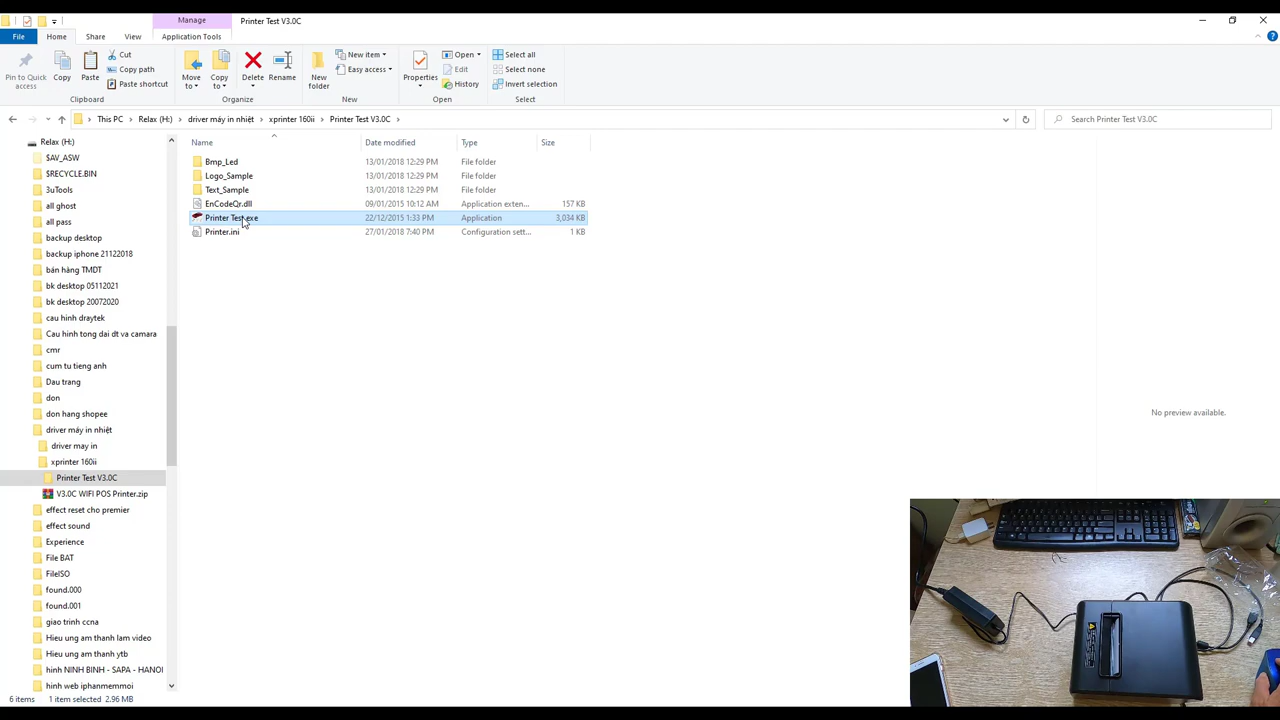 Manage
Printer Test V3.0C
File
Home
Share
View
Application Tools
Pin to Quick access
Copy
Paste
Cut
Copy path
Paste shortcut
Clipboard
Move to
Copy to
Delete
Rename
Organize
New folder
New item
Easy access
New
Properties
Open
Edit
History
Open
Select all
Select none
Invert selection
Select
This PC
Relax (H:)
driver máy in nhiệt
xprinter 160ii
Printer Test V3.0C
Search Printer Test V3.0C
Name
Date modified
Type
Size
Bmp_Led 13/01/2018 12:29 PM File folder
Logo_Sample 13/01/2018 12:29 PM File folder
Text_Sample 13/01/2018 12:29 PM File folder
EnCodeQr.dll 09/01/2015 10:12 AM Application exten... 157 KB
Printer Test.exe 22/12/2015 1:33 PM Application 3,034 KB
Printer.ini 27/01/2018 7:40 PM Configuration sett... 1 KB
Relax (H:)
$AV_ASW
$RECYCLE.BIN
3uTools
all ghost
all pass
backup desktop
backup iphone 21122018
bán hàng TMDT
bk desktop 05112021
bk desktop 20072020
cau hinh draytek
Cau hinh tong dai dt va camara
cmr
cum tu tieng anh
Dau trang
don
don hang shopee
driver máy in nhiệt
driver may in
xprinter 160ii
Printer Test V3.0C
V3.0C WIFI POS Printer.zip
effect reset cho premier
effect sound
Experience
File BAT
FileISO
found.000
found.001
giao trinh ccna
Hieu ung am thanh lam video
Hieu ung am thanh ytb
hinh NINH BINH - SAPA - HANOI
hinh web iphanmemmoi
No preview available.
6 items
1 item selected 2.96 MB